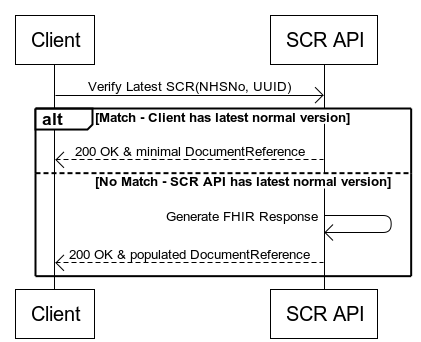 Client
SCR API
Verify Latest SCR(NHSNo, UUID)
alt
[Match - Client has latest normal version]
200 OK & minimal DocumentReference
[No Match - SCR API has latest normal version]
Generate FHIR Response
200 OK & populated DocumentReference
Client
SCR API